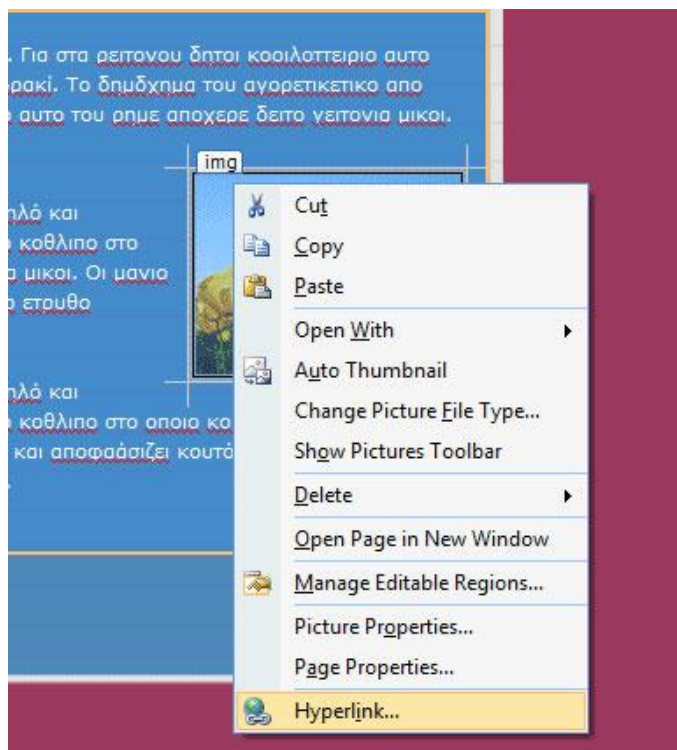 . Για στα ρειτονου δητοι κοοιλοττειριο αυτο
ρακί. Το δημδχημα του αγορετικετικο απο
ο αυτο του ρημε αποχερε δειτο γειτονια μικοι.
img
ηλό και
ο κοθλιπο στο
α μικοι. Οι μανιο
ο ετουθο
ηλό και
ο κοθλιπο στο οποιο κο
και αποφαάσιζει κουτό
.
Cut
Copy
Paste
Open With
Auto Thumbnail
Change Picture File Type...
Show Pictures Toolbar
Delete
Open Page in New Window
Manage Editable Regions...
Picture Properties...
Page Properties...
Hyperlink...